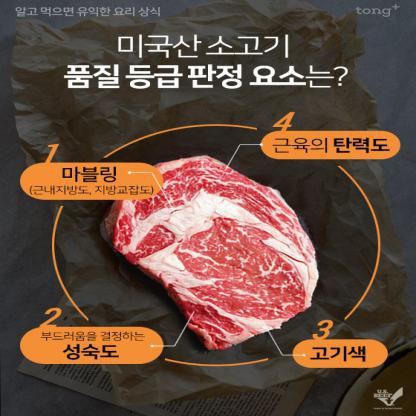 알고 먹으면 유익한 요리 상식
tong+
미국산 소고기
품질 등급 판정 요소는?
1
마블링
(근내지방도, 지방교잡도)
4
근육의 탄력도
2
부드러움을 결정하는
성숙도
3
고기색
U.S.
BEEF